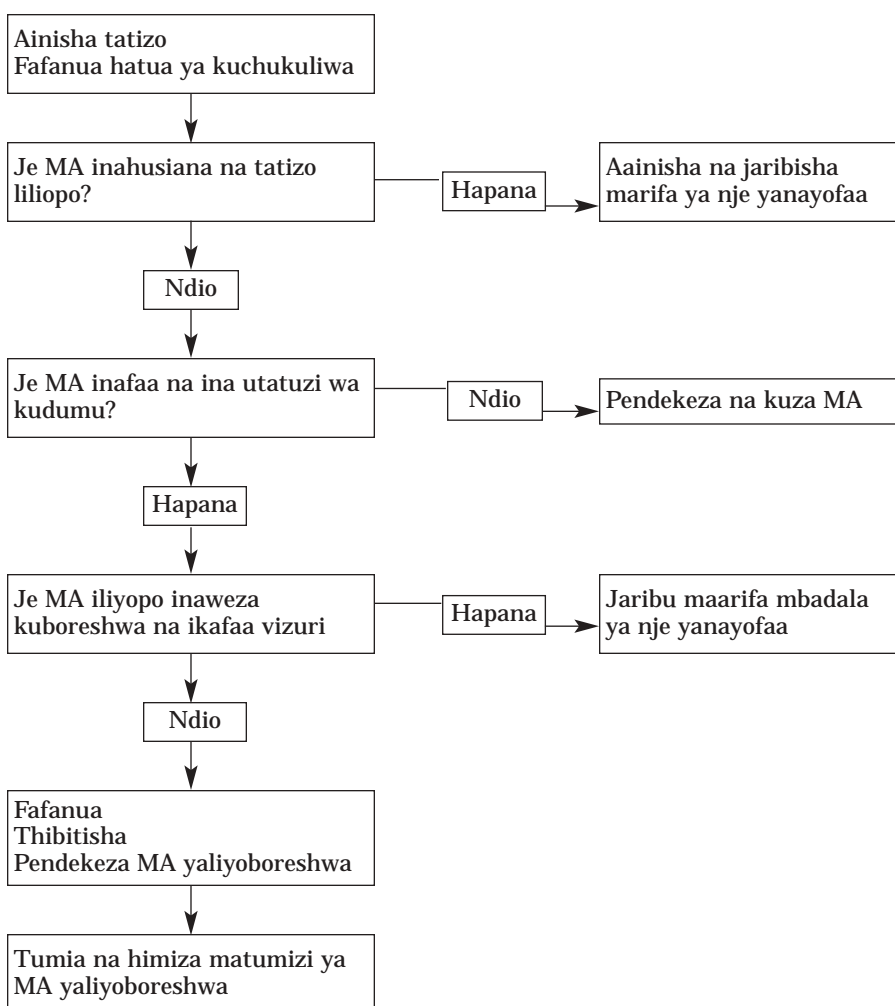 Ainisha tatizo
Fafanua hatua ya kuchukuliwa
Je MA inahusiana na tatizo
liliopo?
Hapana
Aainisha na jaribisha
marifa ya nje yanayofaa
Ndio
Je MA inafaa na ina utatuzi wa
kudumu?
Ndio
Pendekeza na kuza MA
Hapana
Je MA iliyopo inaweza
kuboreshwa na ikafaa vizuri
Hapana
Jaribu maarifa mbadala
ya nje yanayofaa
Ndio
Fafanua
Thibitisha
Pendekeza MA yaliyoboreshwa
Tumia na himiza matumizi ya
MA yaliyoboreshwa